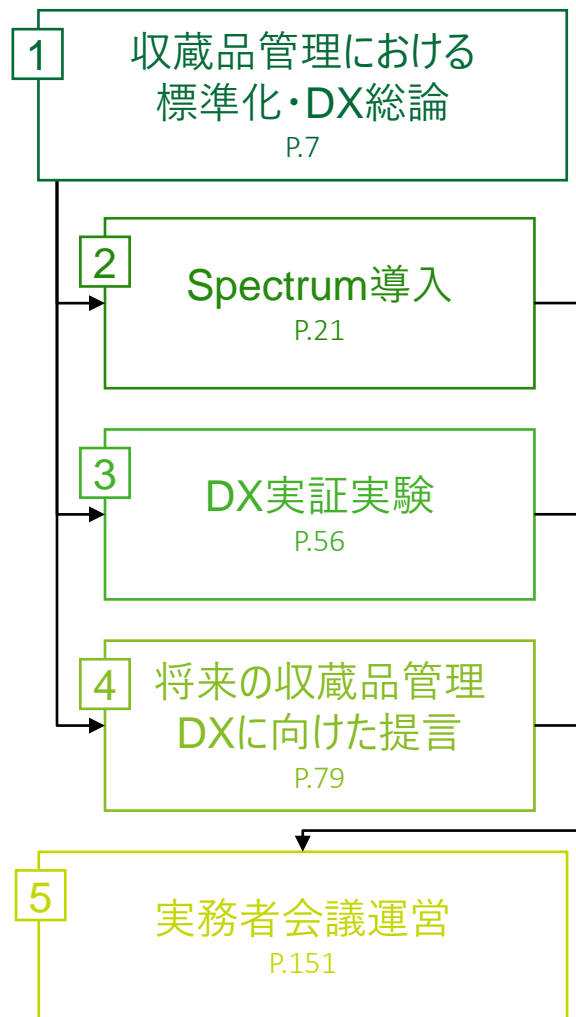 1
収蔵品管理における
標準化・DX総論
P.7
2
Spectrum導入
P.21
3
DX実証実験
P.56
4
将来の収蔵品管理
DXに向けた提言
P.79
5
実務者会議運営
P.151